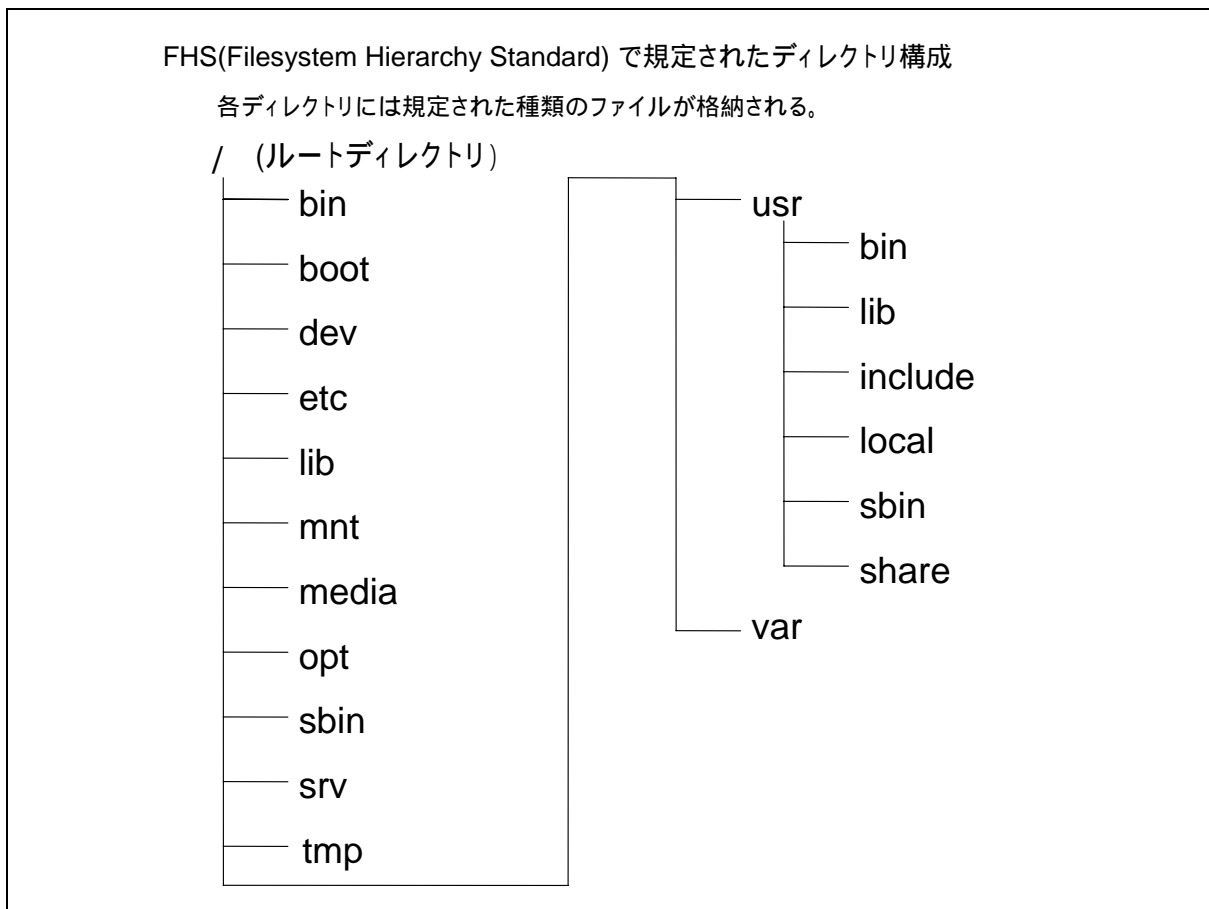 FHS(Filesystem Hierarchy Standard) で規定されたディレクトリ構成
各ディレクトリには規定された種類のファイルが格納される。
/ (ルートディレクトリ)
bin
boot
dev
etc
lib
mnt
media
opt
sbin
srv
tmp
usr
bin
lib
include
local
sbin
share
var